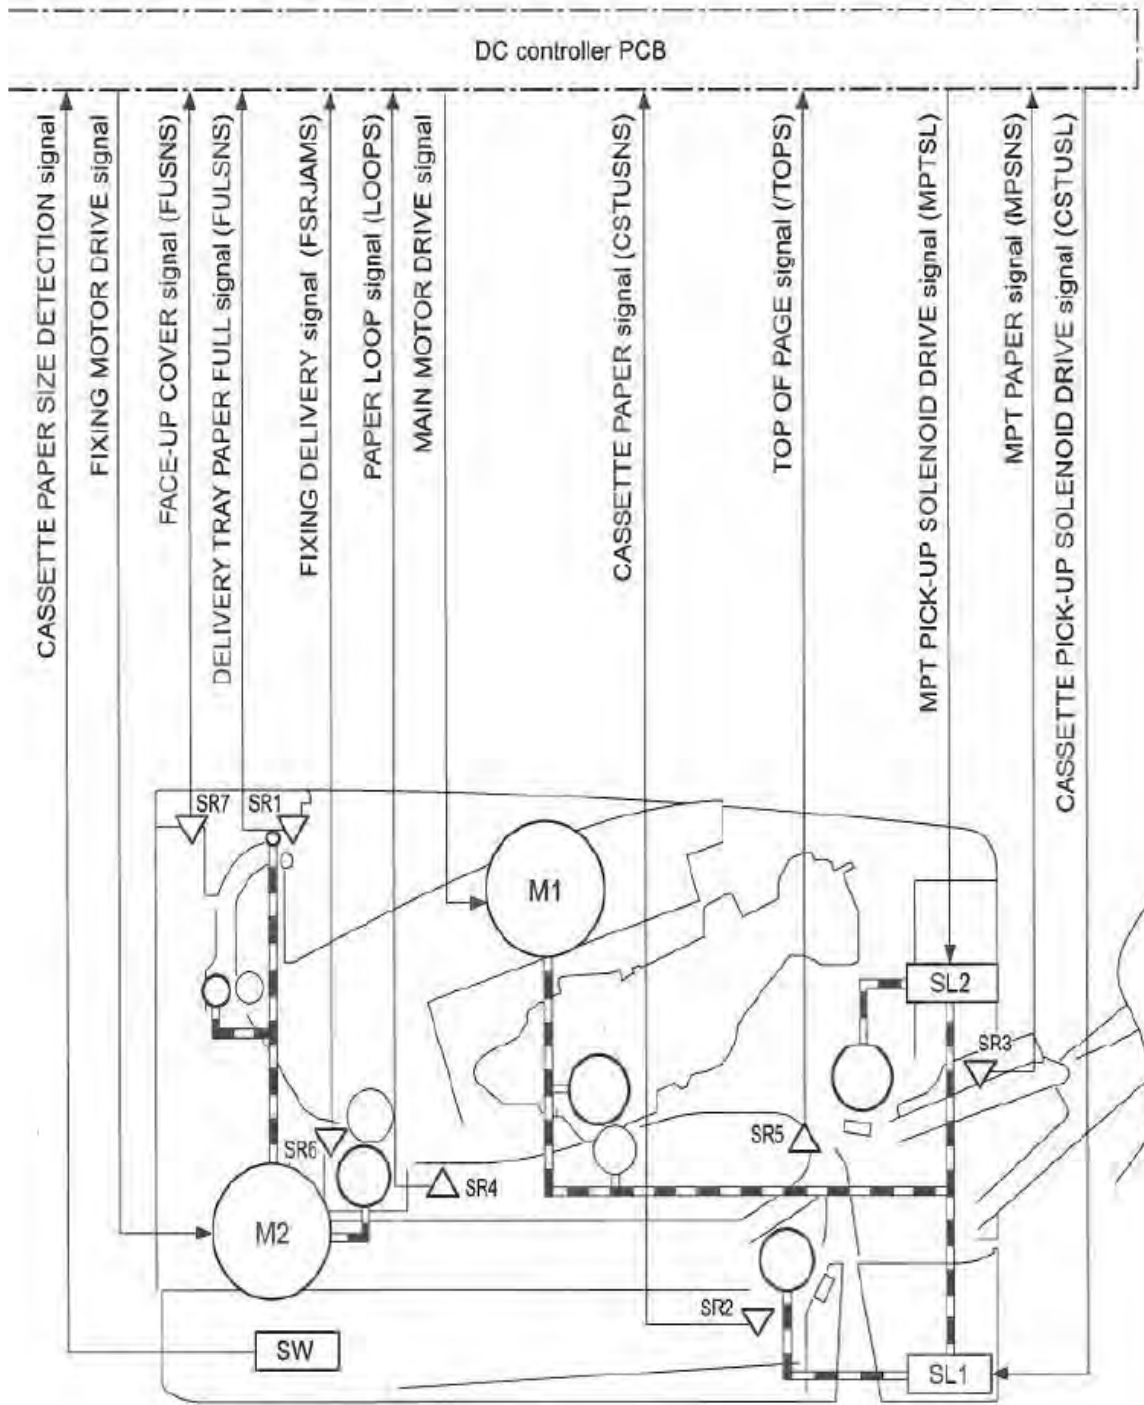 DC controller PCB
CASSETTE PAPER SIZE DETECTION signal
FIXING MOTOR DRIVE signal
FACE-UP COVER signal (FUSNS)
DELIVERY TRAY PAPER FULL signal (FULSNS)
FIXING DELIVERY signal (FSRJAMS)
PAPER LOOP signal (LOOPS)
MAIN MOTOR DRIVE signal
CASSETTE PAPER signal (CSTUSNS)
TOP OF PAGE signal (/TOPS)
MPT PICK-UP SOLENOID DRIVE signal (MPTSL)
MPT PAPER signal (MPSNS)
CASSETTE PICK-UP SOLENOID DRIVE signal (CSTUSL)
SR7
SR1
M1
SL2
SR3
SR6
SR5
SR4
M2
SR2
SW
SL1